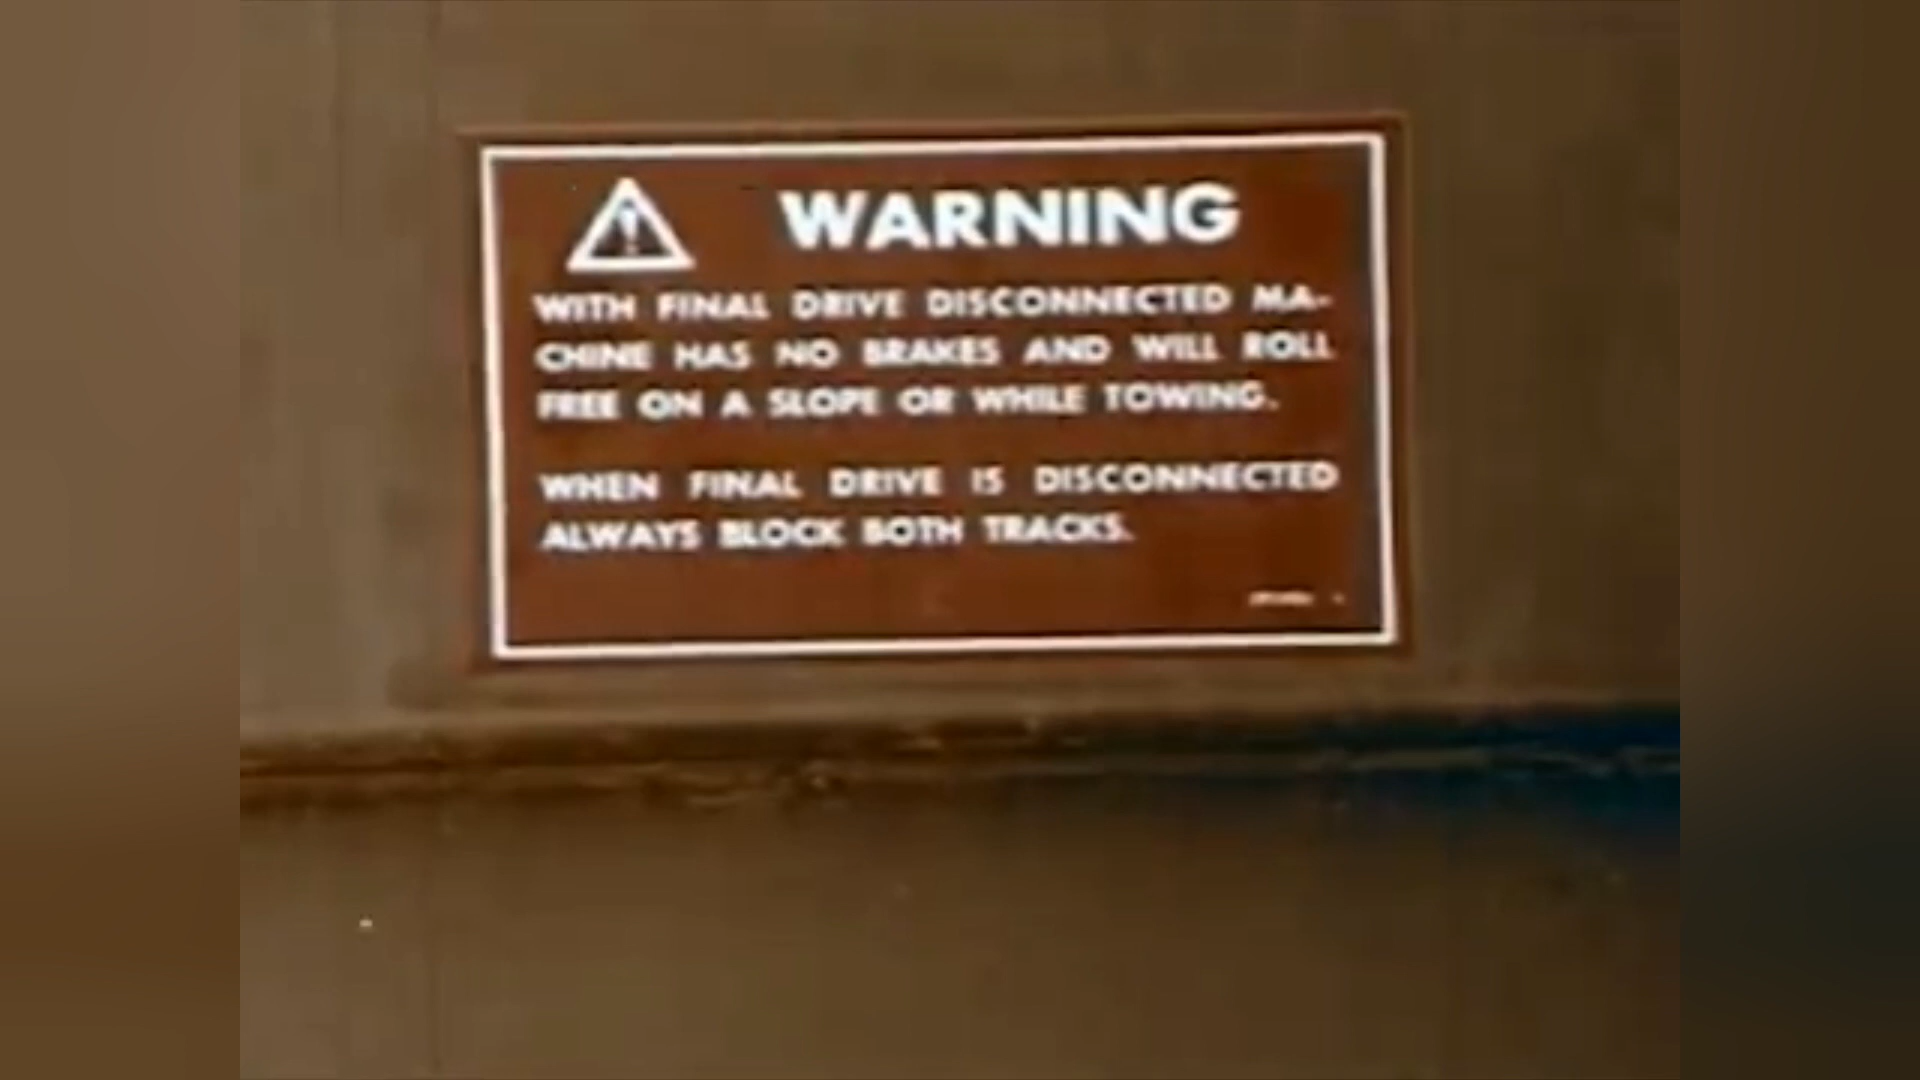 WARNING
WITH FINAL DRIVE DISCONNECTED MA-
CHINE HAS NO BRAKES AND WILL ROLL
FREE ON A SLOPE OR WHILE TOWING.
WHEN FINAL DRIVE IS DISCONNECTED
ALWAYS BLOCK BOTH TRACKS.